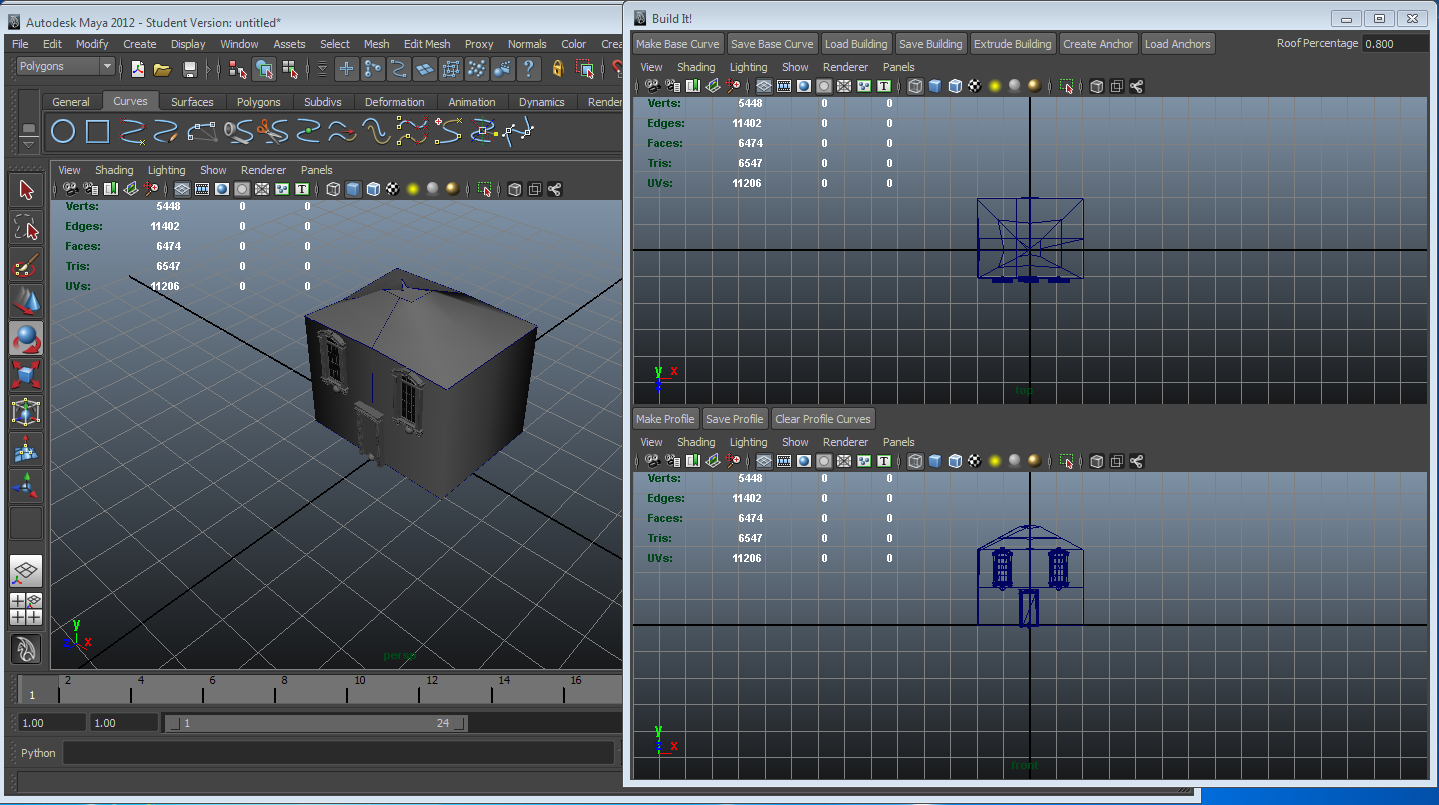 Autodesk Maya 2012 - Student Version: untitled*
File Edit Modify Create Display Window Assets Select Mesh Edit Mesh Proxy Normals Color Crea
Polygons
General Curves Surfaces Polygons Subdivs Deformation Animation Dynamics Render
View Shading Lighting Show Renderer Panels
Verts: 5448 0 0
Edges: 11402 0 0
Faces: 6474 0 0
Tris: 6547 0 0
UVs: 11206 0 0
y
z x
persp
1 2 4 6 8 10 12 14 16
1.00 1.00 1 24
Python
Build It!
Make Base Curve Save Base Curve Load Building Save Building Extrude Building Create Anchor Load Anchors Roof Percentage 0.800
View Shading Lighting Show Renderer Panels
Verts: 5448 0 0
Edges: 11402 0 0
Faces: 6474 0 0
Tris: 6547 0 0
UVs: 11206 0 0
y x
z
top
Make Profile Save Profile Clear Profile Curves
View Shading Lighting Show Renderer Panels
Verts: 5448 0 0
Edges: 11402 0 0
Faces: 6474 0 0
Tris: 6547 0 0
UVs: 11206 0 0
y
z x
front